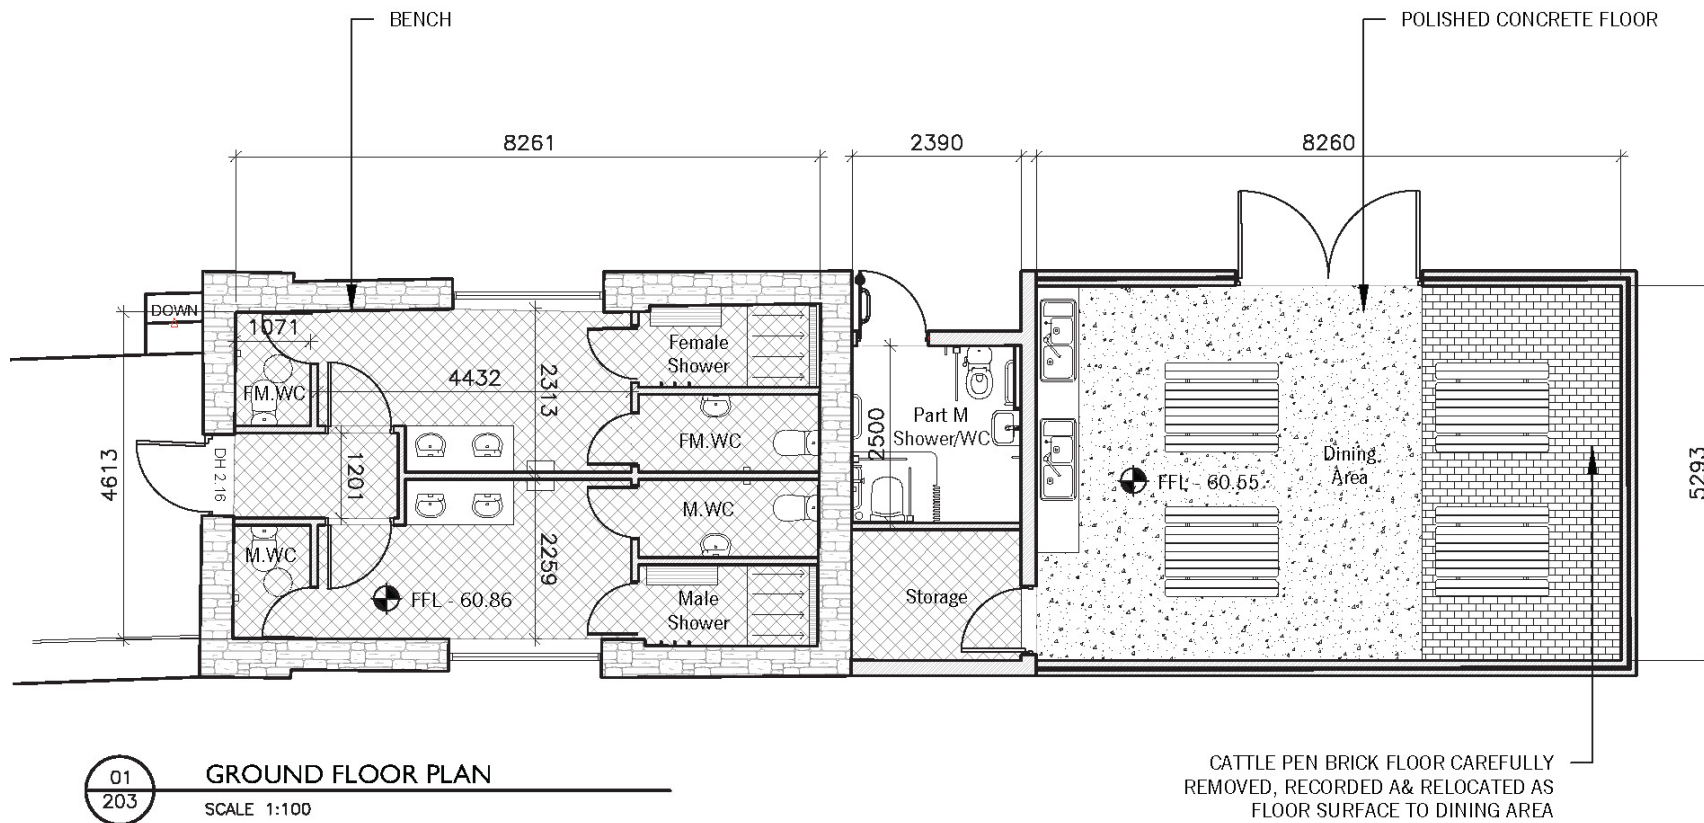 BENCH
POLISHED CONCRETE FLOOR
8261
2390
8260
DOWN
1071
Female
Shower
4432
2313
FM.WC
FM.WC
Part M
Shower/WC
2500
4613
DH 2.16
1201
Dining
Area
FFL - 60.55
5293
M.WC
M.WC
2259
FFL - 60.86
Male
Shower
Storage
01
203
GROUND FLOOR PLAN
SCALE 1:100
CATTLE PEN BRICK FLOOR CAREFULLY
REMOVED, RECORDED A& RELOCATED AS
FLOOR SURFACE TO DINING AREA